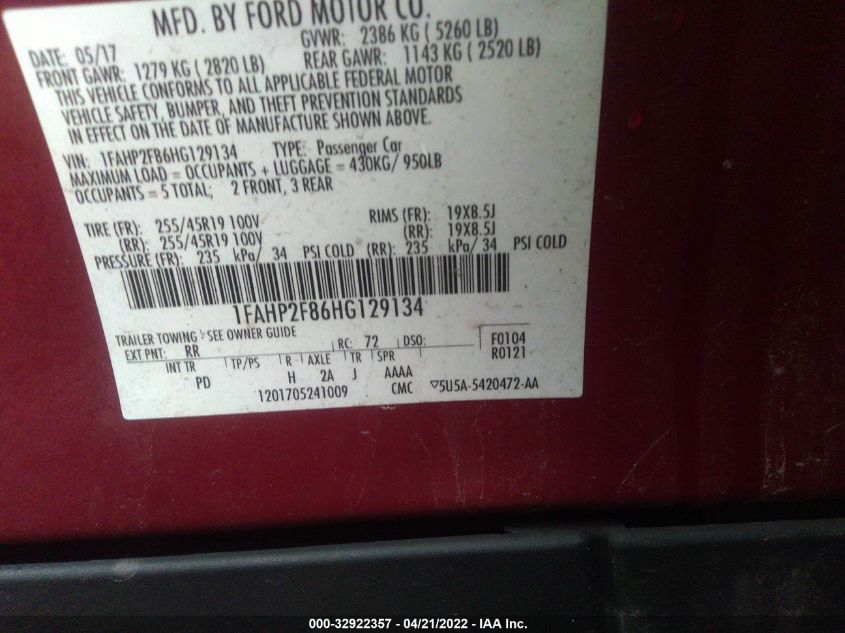 MFD. BY FORD MOTOR CO.
DATE: 05/17 GVWR: 2386 KG ( 5260 LB)
FRONT GAWR: 1279 KG ( 2820 LB) REAR GAWR: 1143 KG ( 2520 LB)
THIS VEHICLE CONFORMS TO ALL APPLICABLE FEDERAL MOTOR
VEHICLE SAFETY, BUMPER, AND THEFT PREVENTION STANDARDS
IN EFFECT ON THE DATE OF MANUFACTURE SHOWN ABOVE.
VIN: 1FAHP2F86HG129134 TYPE: Passenger Car
MAXIMUM LOAD = OCCUPANTS + LUGGAGE = 430KG/ 950LB
OCCUPANTS = 5 TOTAL; 2 FRONT, 3 REAR
TIRE (FR): 255/45R19 100V RIMS (FR): 19X8.5J
(RR): 255/45R19 100V (RR): 19X8.5J
PRESSURE (FR): 235 kPa/ 34 PSI COLD (RR): 235 kPa/ 34 PSI COLD
1FAHP2F86HG129134
TRAILER TOWING - SEE OWNER GUIDE
EXT PNT: RR RC: 72 DSO: F0104
R0121
INT TR TP/PS R AXLE TR SPR
PD H 2A J AAAA
1201705241009 CMC ▽5U5A-5420472-AA
000-32922357 - 04/21/2022 - IAA Inc.